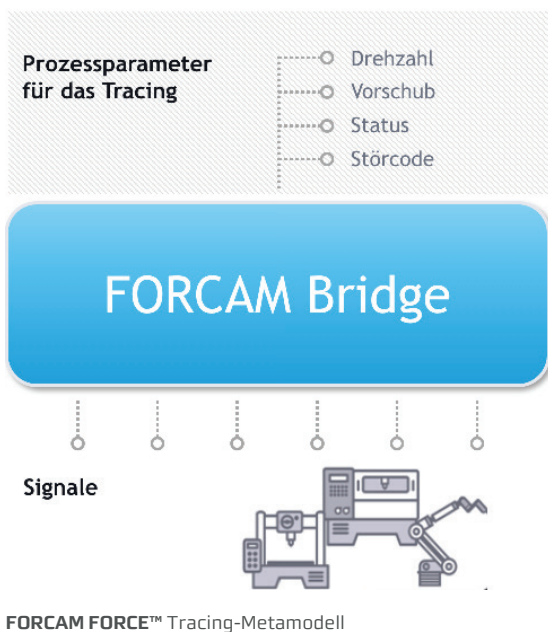 Prozessparameter
für das Tracing
Drehzahl
Vorschub
Status
Störcode
FORCAM Bridge
Signale
FORCAM FORCE™ Tracing-Metamodell